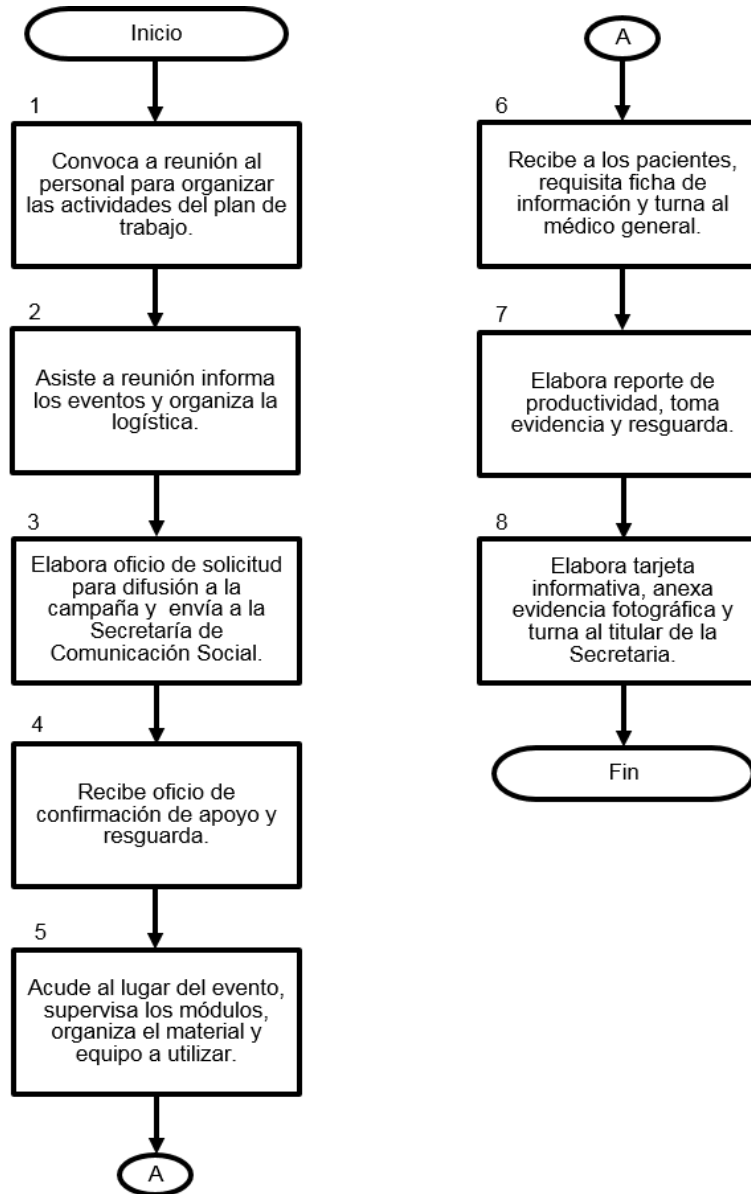 Inicio
1
Convoca a reunión al
personal para organizar
las actividades del plan de
trabajo.
2
Asiste a reunión informa
los eventos y organiza la
logística.
3
Elabora oficio de solicitud
para difusión a la
campaña y  envía a la
Secretaría de
Comunicación Social.
4
Recibe oficio de
confirmación de apoyo y
resguarda.
5
Acude al lugar del evento,
supervisa los módulos,
organiza el material y
equipo a utilizar.
A
A
6
Recibe a los pacientes,
requisita ficha de
información y turna al
médico general.
7
Elabora reporte de
productividad, toma
evidencia y resguarda.
8
Elabora tarjeta
informativa, anexa
evidencia fotográfica y
turna al titular de la
Secretaria.
Fin